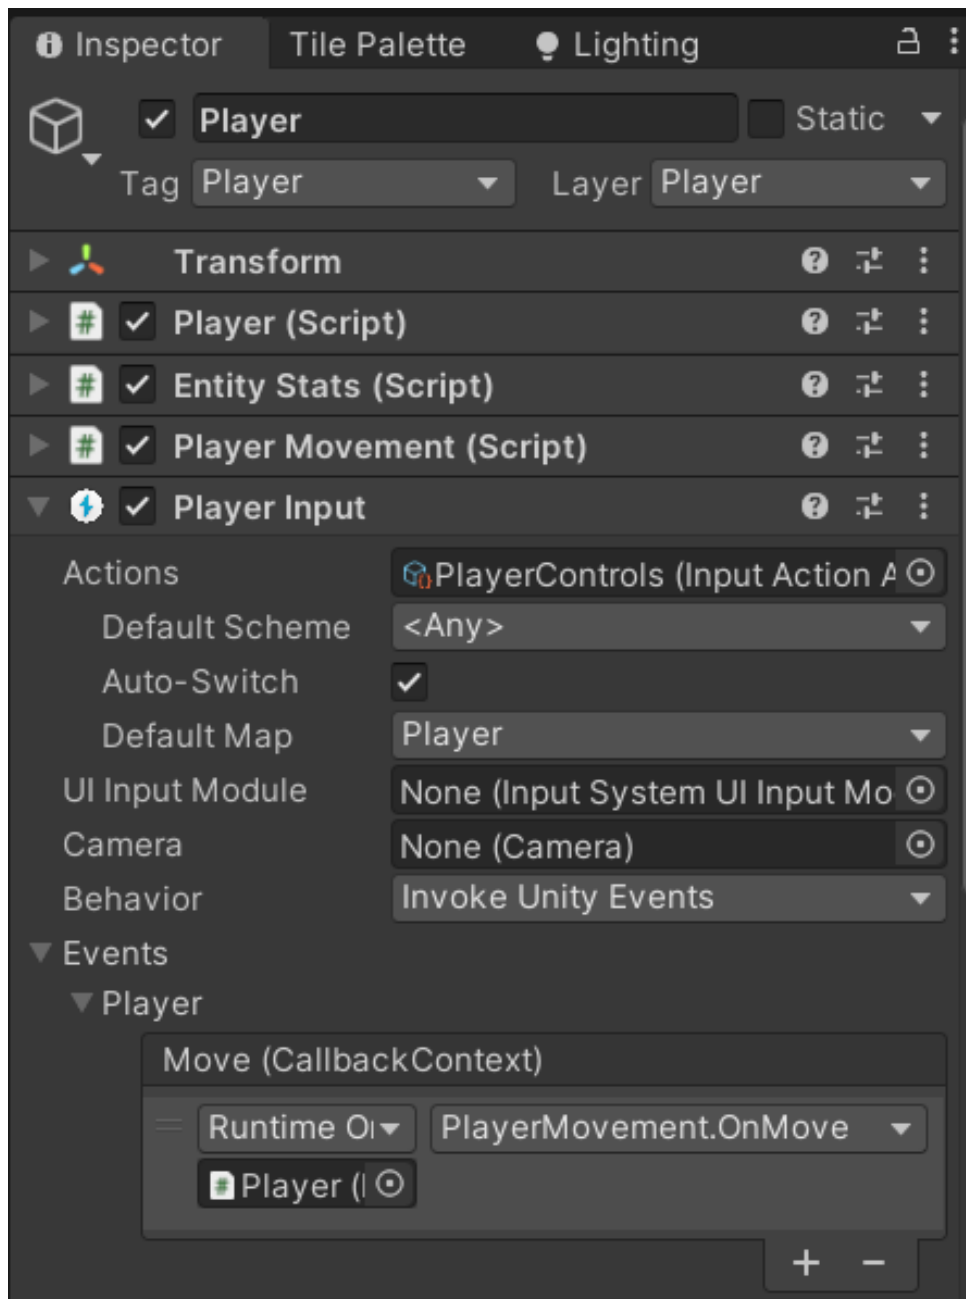 Inspector Tile Palette Lighting
Player Static
Tag Player Layer Player
Transform
# Player (Script)
# Entity Stats (Script)
# Player Movement (Script)
Player Input
Actions PlayerControls (Input Action A
Default Scheme <Any>
Auto-Switch
Default Map Player
UI Input Module None (Input System UI Input Mo
Camera None (Camera)
Behavior Invoke Unity Events
Events
Player
Move (CallbackContext)
Runtime O PlayerMovement.OnMove
# Player (
+ −